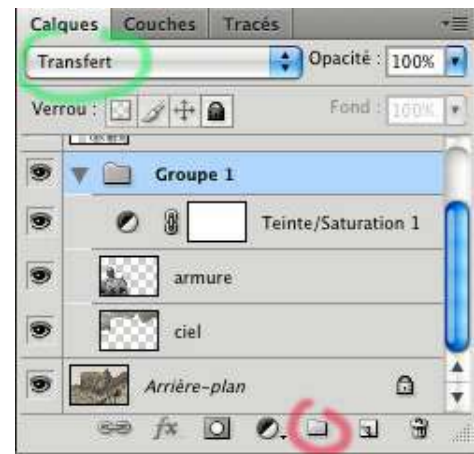 Calques Couches Tracés
Transfert Opacité : 100%
Verrou : Fond : 100%
Groupe 1
Teinte/Saturation 1
armure
ciel
Arrière-plan
fx